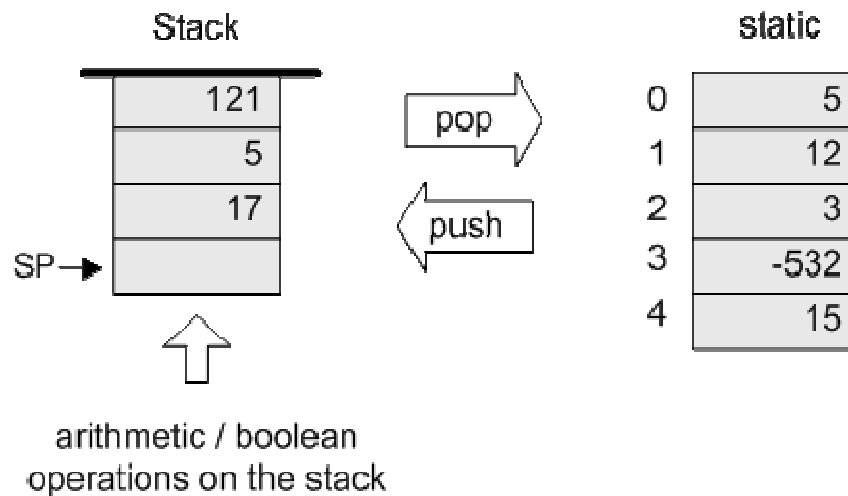 Stack
static
121
5
17
SP
pop
push
0 5
1 12
2 3
3 -532
4 15
arithmetic / boolean
operations on the stack